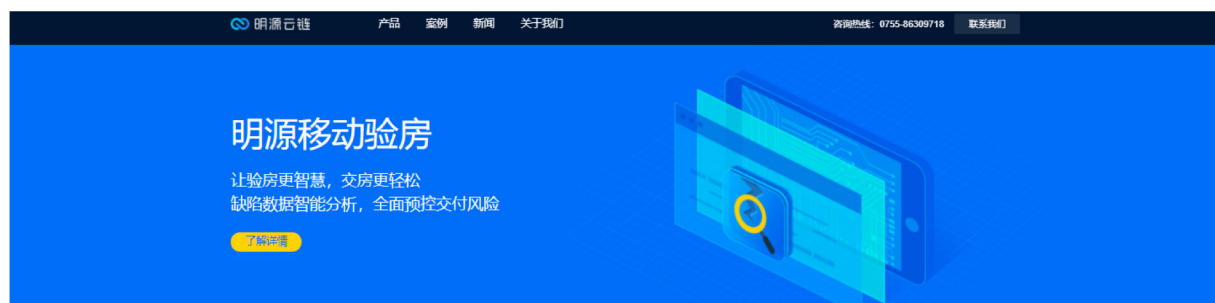 明源云链 产品 案例 新闻 关于我们 咨询热线：0755-86309718 联系我们
明源移动验房
让验房更智慧，交房更轻松
缺陷数据智能分析，全面预控交付风险
了解详情